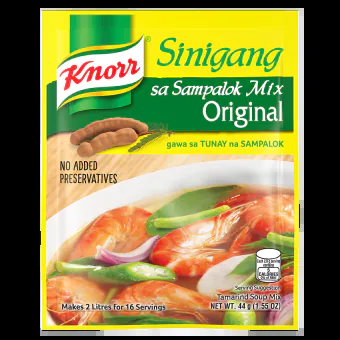 Knorr
Sinigang
sa Sampalok Mix
Original
gawa sa TUNAY na SAMPALOK
NO ADDED
PRESERVATIVES
CALORIES
Serving Suggestion
Tamarind Soup Mix
Makes 2 Litres for 16 Servings
NET WT. 44 g (1.55 OZ)